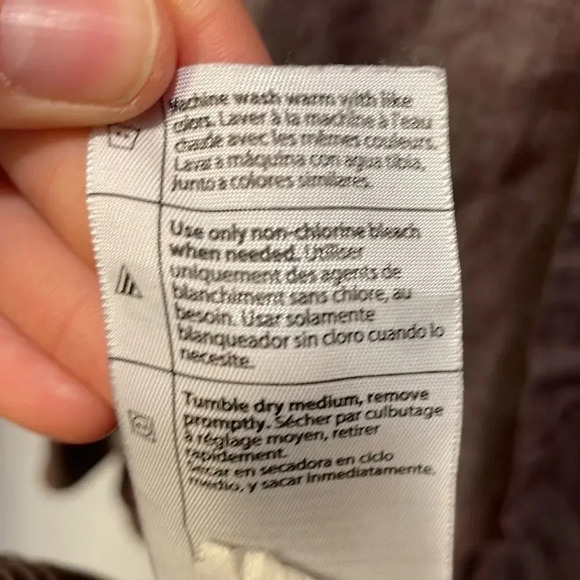 Machine wash warm with like
colors. Laver à la machine à l'eau
chaude avec les mêmes couleurs.
Lavar a máquina con agua tibia,
junto a colores similares.
Use only non-chlorine bleach
when needed. Utiliser
uniquement des agents de
blanchiment sans chlore, au
besoin. Usar solamente
blanqueador sin cloro cuando lo
necesite.
Tumble dry medium, remove
promptly. Sécher par culbutage
à réglage moyen, retirer
rapidement.
Secar en secadora en ciclo
medio, y sacar inmediatamente.